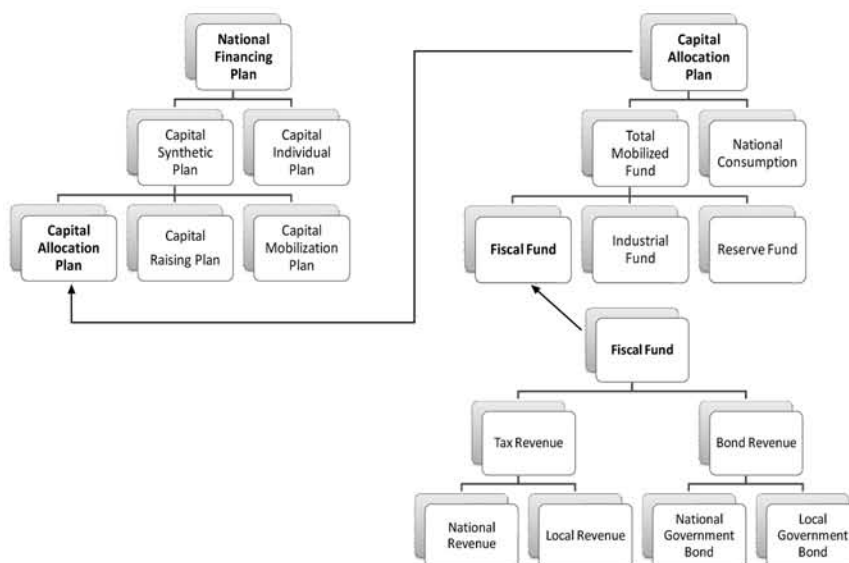 National
Financing
Plan
Capital
Synthetic
Plan
Capital
Individual
Plan
Capital
Allocation
Plan
Capital
Raising Plan
Capital
Mobilization
Plan
Capital
Allocation
Plan
Total
Mobilized
Fund
National
Consumption
Fiscal Fund
Industrial
Fund
Reserve Fund
Fiscal Fund
Tax Revenue
Bond Revenue
National
Revenue
Local Revenue
National
Government
Bond
Local
Government
Bond